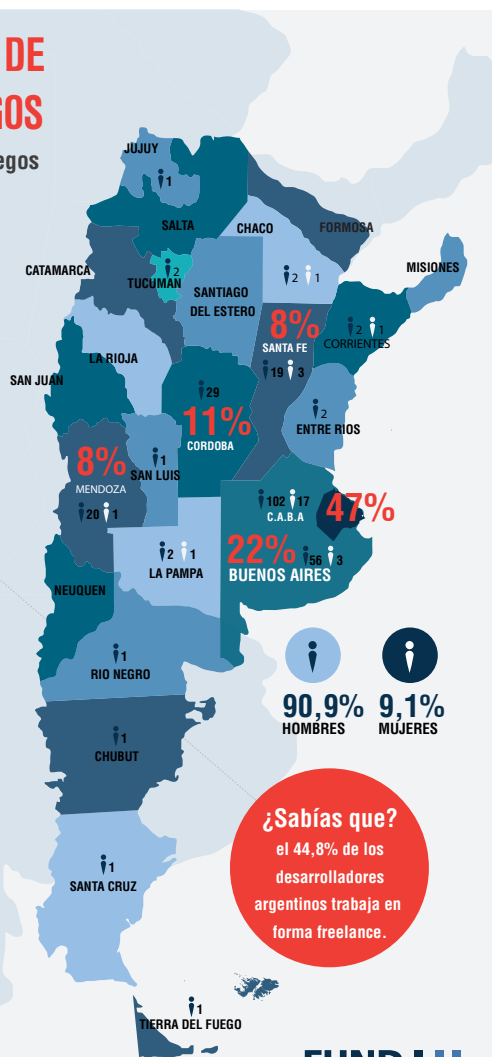 DE
GOS
egos
JUJUY
1
SALTA
CHACO
FORMOSA
2 1
MISIONES
CATAMARCA
2
TUCUMAN
SANTIAGO
DEL ESTERO
8%
SANTA FE
19 3
2 1
CORRIENTES
LA RIOJA
SAN JUAN
29
11%
CORDOBA
2
ENTRE RIOS
8%
MENDOZA
20 1
1
SAN LUIS
102 17
C.A.B.A
47%
22% 56 3
BUENOS AIRES
2 1
LA PAMPA
NEUQUEN
1
RIO NEGRO
90,9% 9,1%
HOMBRES MUJERES
1
CHUBUT
¿Sabías que?
el 44,8% de los
desarrolladores
argentinos trabaja en
forma freelance.
1
SANTA CRUZ
1
TIERRA DEL FUEGO